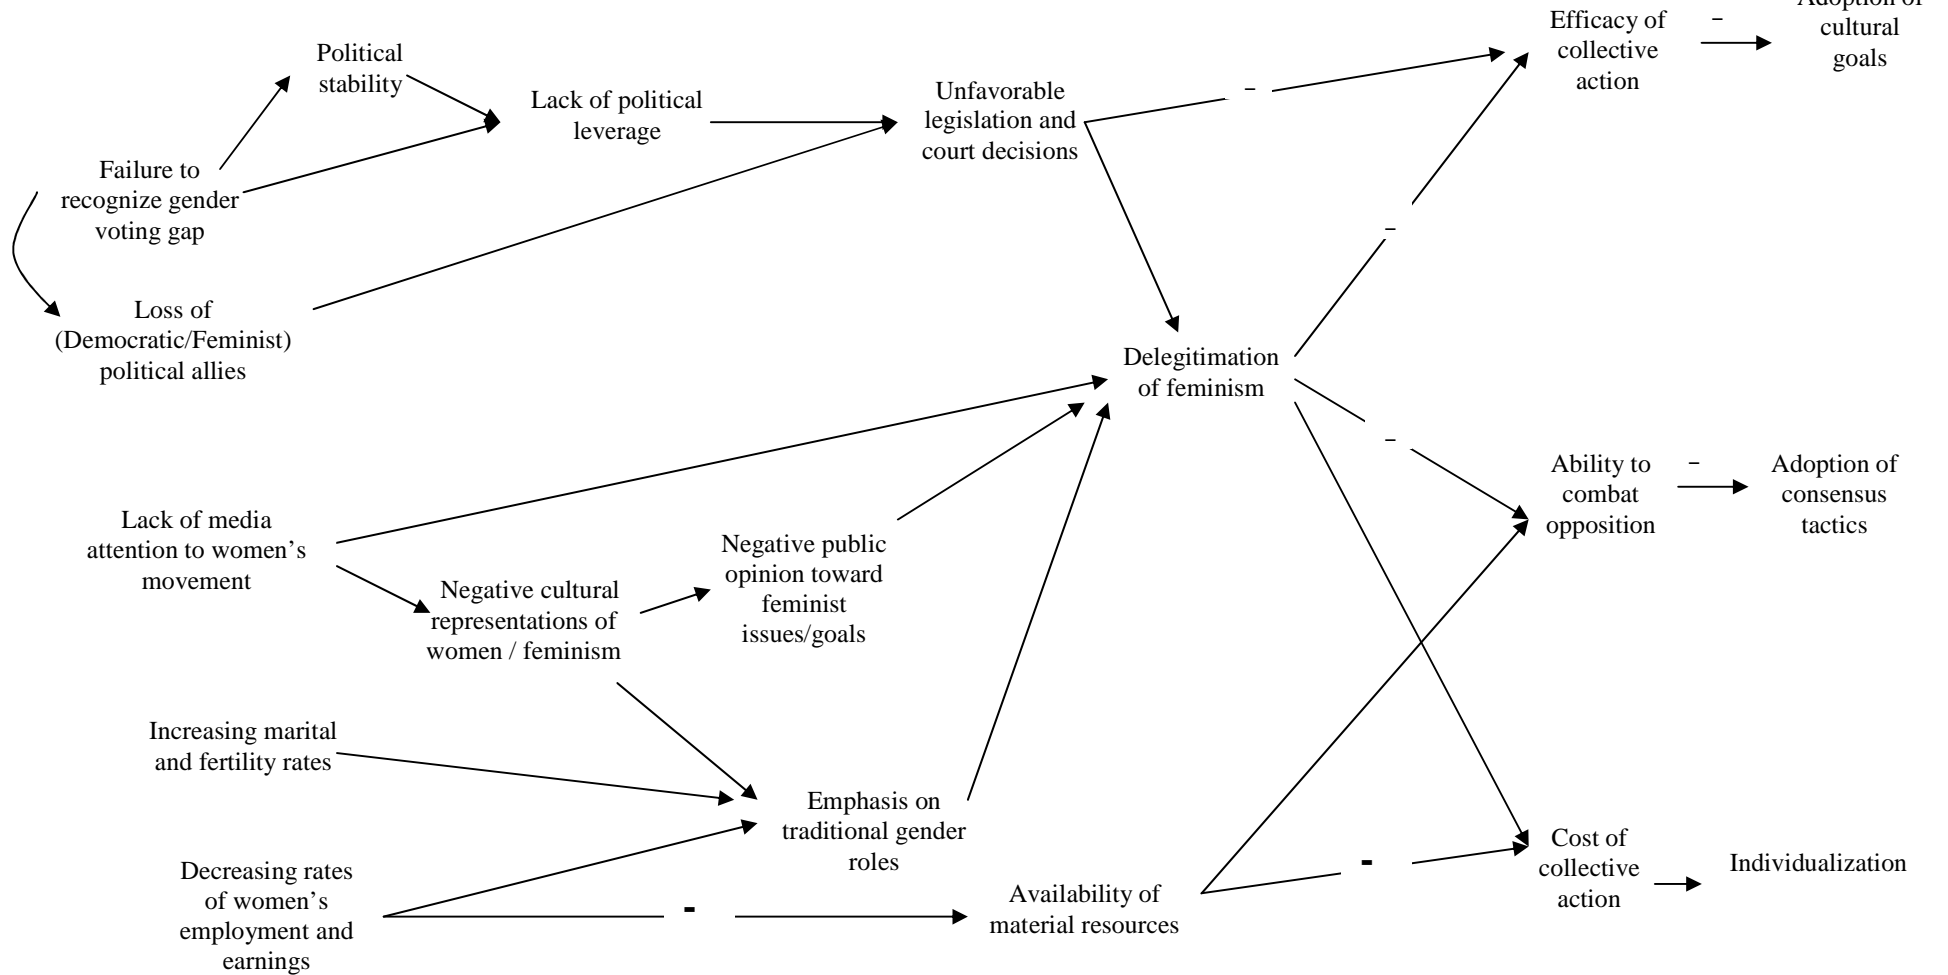 Adoption of
cultural
goals
Efficacy of
collective
action
–
Political
stability
Lack of political
leverage
Unfavorable
legislation and
court decisions
–
Failure to
recognize gender
voting gap
–
Loss of
(Democratic/Feminist)
political allies
Delegitimation
of feminism
–
Ability to
combat
opposition
–
Adoption of
consensus
tactics
Lack of media
attention to women’s
movement
Negative public
opinion toward
feminist
issues/goals
Negative cultural
representations of
women / feminism
Increasing marital
and fertility rates
Emphasis on
traditional gender
roles
Cost of
collective
action
Individualization
-
Decreasing rates
of women’s
employment and
earnings
-
Availability of
material resources